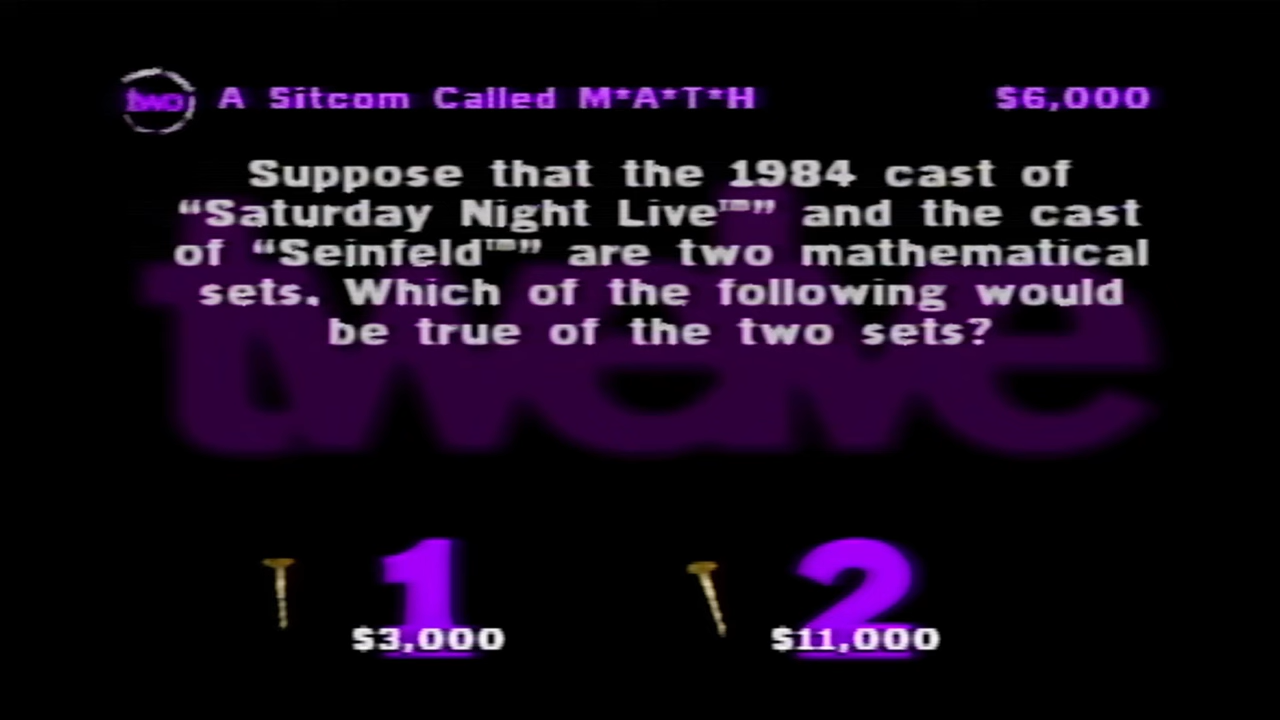 two A Sitcom Called M*A*T*H $6,000
Suppose that the 1984 cast of
“Saturday Night Live™” and the cast
of “Seinfeld™” are two mathematical
sets. Which of the following would
be true of the two sets?
twelve
1 2
$3,000 $11,000